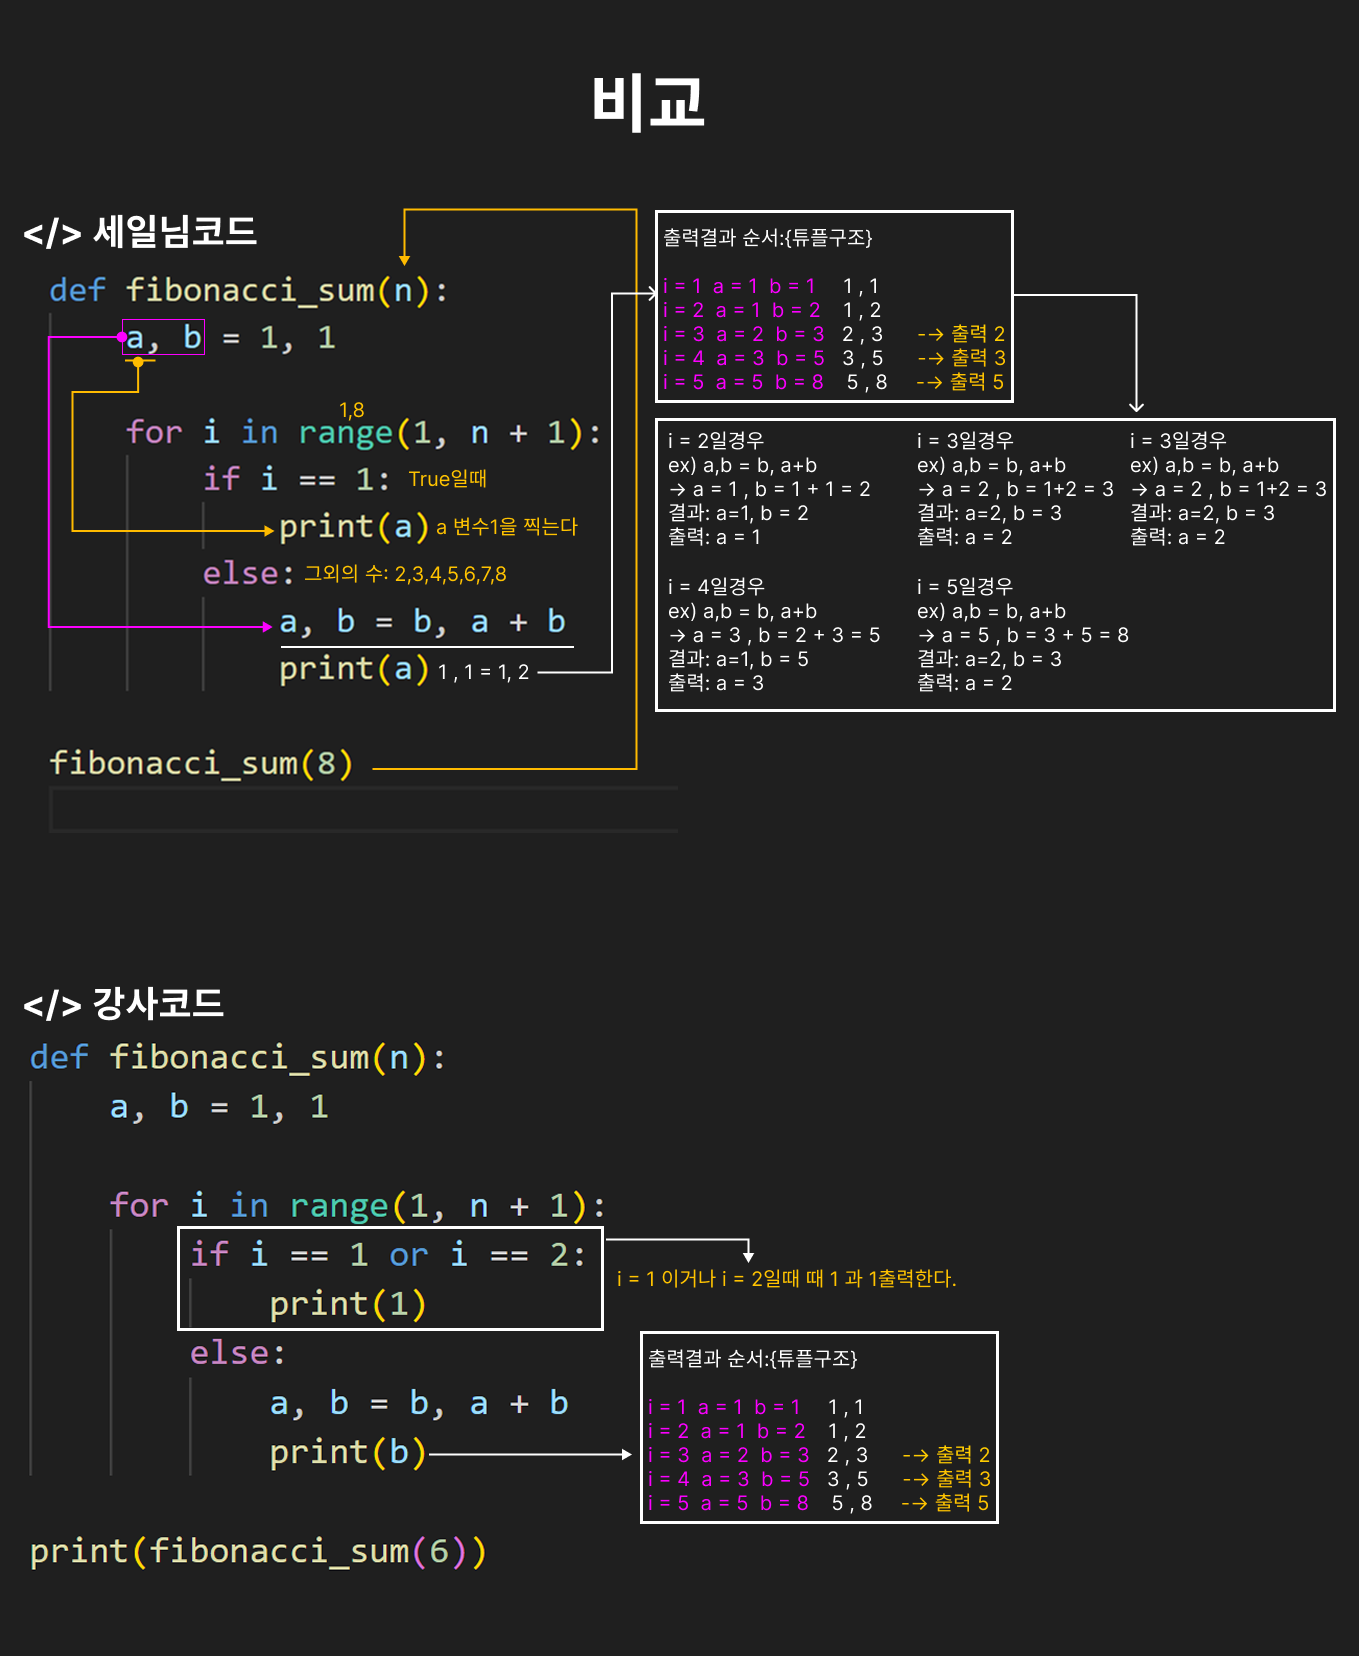 비교
</> 세일님코드
def fibonacci_sum(n):
a, b = 1, 1
1,8
for i in range(1, n + 1):
if i == 1: True일때
print(a) a 변수1을 찍는다
else: 그외의 수: 2,3,4,5,6,7,8
a, b = b, a + b
print(a) 1 , 1 = 1, 2
fibonacci_sum(8)
출력결과 순서:{튜플구조}
i = 1 a = 1 b = 1 1 , 1
i = 2 a = 1 b = 2 1 , 2
i = 3 a = 2 b = 3 2 , 3 --> 출력 2
i = 4 a = 3 b = 5 3 , 5 --> 출력 3
i = 5 a = 5 b = 8 5 , 8 --> 출력 5
i = 2일경우
ex) a,b = b, a+b
→ a = 1 , b = 1 + 1 = 2
결과: a=1, b = 2
출력: a = 1
i = 3일경우
ex) a,b = b, a+b
→ a = 2 , b = 1+2 = 3
결과: a=2, b = 3
출력: a = 2
i = 3일경우
ex) a,b = b, a+b
→ a = 2 , b = 1+2 = 3
결과: a=2, b = 3
출력: a = 2
i = 4일경우
ex) a,b = b, a+b
→ a = 3 , b = 2 + 3 = 5
결과: a=1, b = 5
출력: a = 3
i = 5일경우
ex) a,b = b, a+b
→ a = 5 , b = 3 + 5 = 8
결과: a=2, b = 3
출력: a = 2
</> 강사코드
def fibonacci_sum(n):
a, b = 1, 1
for i in range(1, n + 1):
if i == 1 or i == 2:
print(1)
i = 1 이거나 i = 2일때 때 1 과 1출력한다.
else:
a, b = b, a + b
print(b)
출력결과 순서:{튜플구조}
i = 1 a = 1 b = 1 1 , 1
i = 2 a = 1 b = 2 1 , 2
i = 3 a = 2 b = 3 2 , 3 --> 출력 2
i = 4 a = 3 b = 5 3 , 5 --> 출력 3
i = 5 a = 5 b = 8 5 , 8 --> 출력 5
print(fibonacci_sum(6))